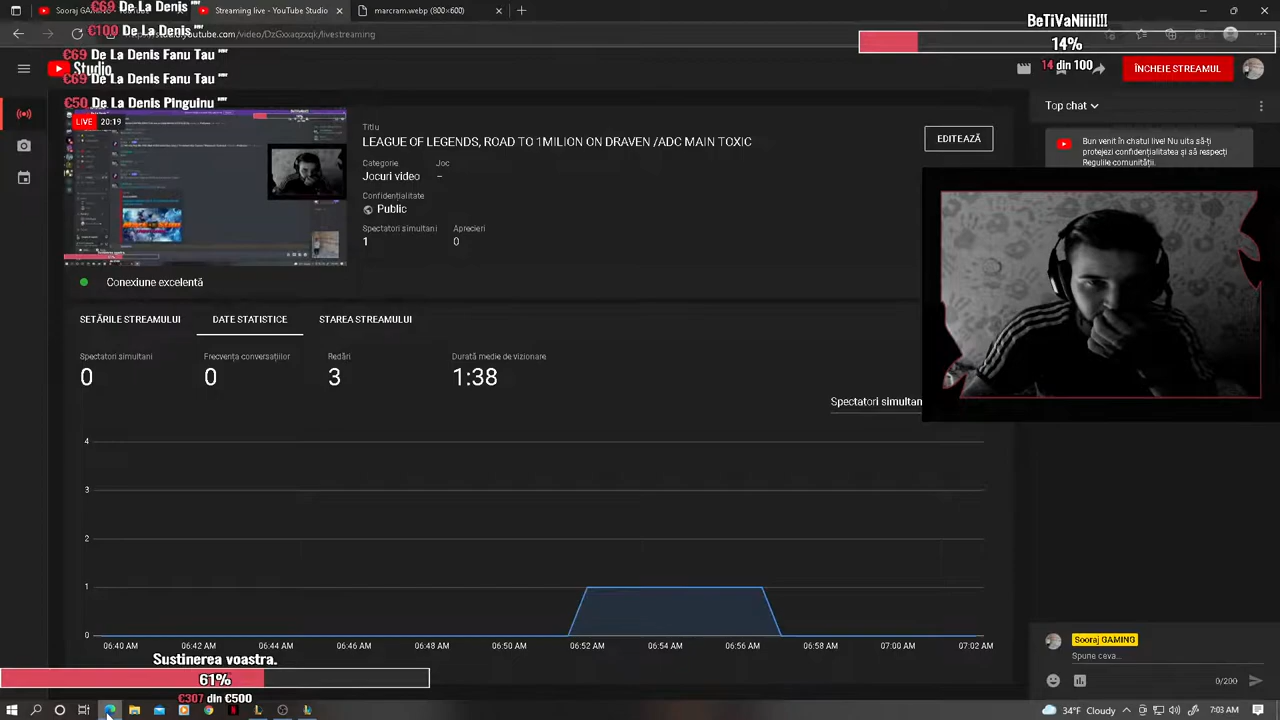 €69 De La Denis ""
Sooraj GAMING
Streaming live - YouTube Studio
marcram.webp (800×600)
€100 De La Denis ""
.com/video/DzGxxaqzxqk/livestreaming
€69 De La Denis Fanu Tau ""
Studio
€69 De La Denis Fanu Tau ""
€50 De La Denis Pinguinu ""
BeTiVaNiiii!!!
14%
14 din 100
ÎNCHEIE STREAMUL
LIVE 20:19
Titlu
LEAGUE OF LEGENDS, ROAD TO 1MILION ON DRAVEN /ADC MAIN TOXIC
EDITEAZĂ
Categorie Joc
Jocuri video –
Confidențialitate
Public
Spectatori simultani Aprecieri
1 0
Top chat
Bun venit în chatul live! Nu uita să-ți
protejezi confidențialitatea și să respecți
Regulile comunității.
Conexiune excelentă
SETĂRILE STREAMULUI DATE STATISTICE STAREA STREAMULUI
Spectatori simultani Frecvența conversațiilor Redări Durată medie de vizionare
0 0 3 1:38
Spectatori simultan
4
3
2
1
0
06:40 AM 06:42 AM 06:44 AM 06:46 AM 06:48 AM 06:50 AM 06:52 AM 06:54 AM 06:56 AM 06:58 AM 07:00 AM 07:02 AM
Sustinerea voastra.
61%
€307 din €500
Sooraj GAMING
Spune ceva...
0/200
34°F Cloudy
7:03 AM